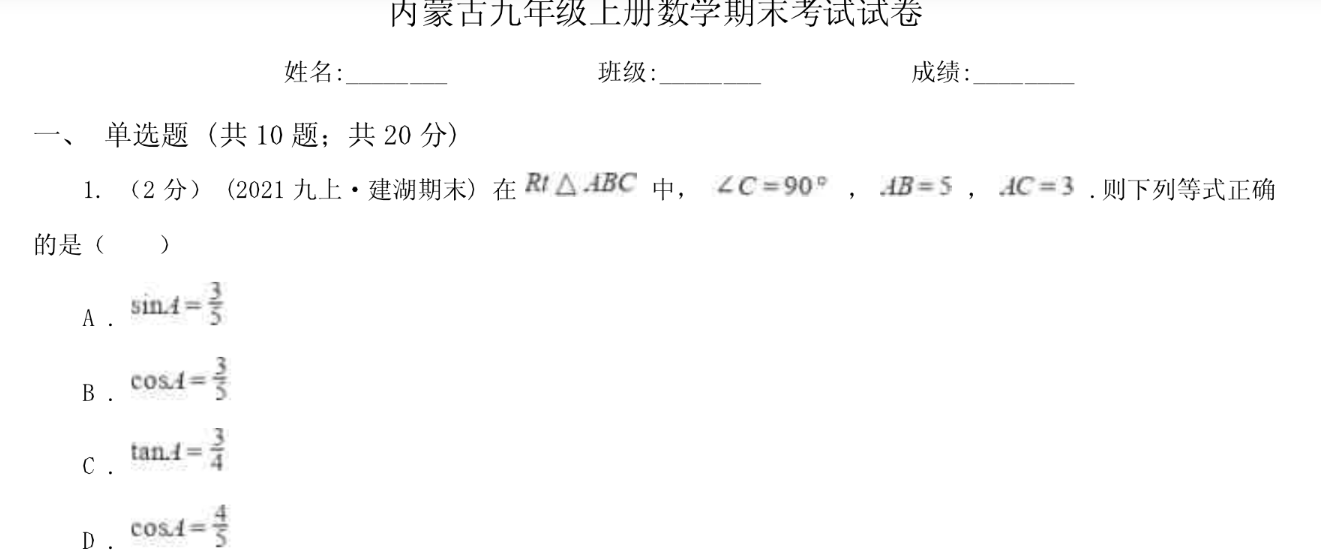 内蒙古九年级上册数学期末考试试卷
姓名:________ 班级:________ 成绩:________
一、 单选题 (共 10 题; 共 20 分)
1. （2 分） (2021 九上·建湖期末) 在 Rt△ABC 中， ∠C=90° ， AB=5 ， AC=3 .则下列等式正确
的是（ ）
A . sinA=3/5
B . cosA=3/5
C . tanA=3/4
D . cosA=4/5